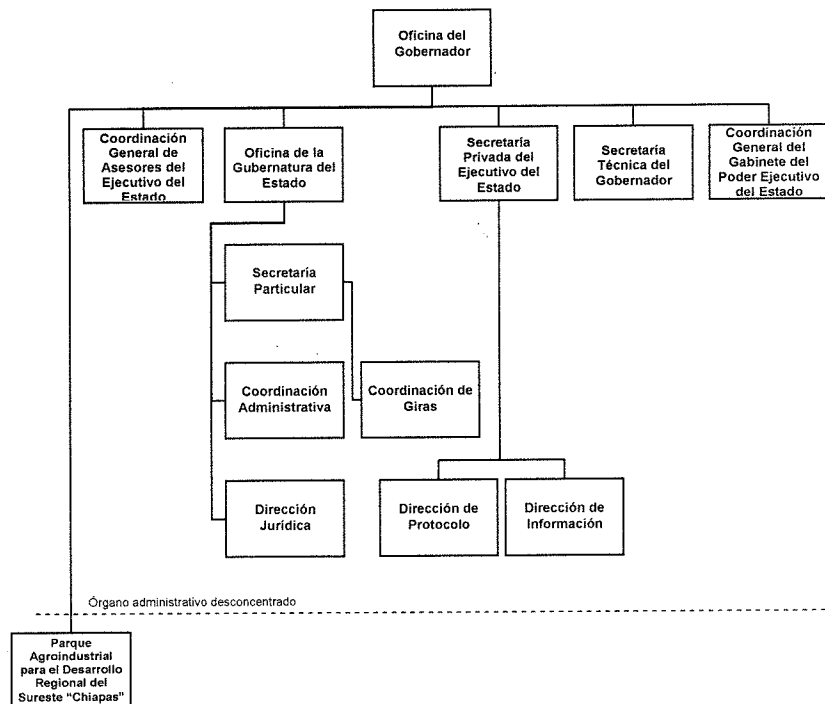 Oficina del
Gobernador
Coordinación
General de
Asesores del
Ejecutivo del
Estado
Oficina de la
Gubernatura del
Estado
Secretaría
Privada del
Ejecutivo del
Estado
Secretaría
Técnica del
Gobernador
Coordinación
General del
Gabinete del
Poder Ejecutivo
del Estado
Secretaría
Particular
Coordinación
Administrativa
Coordinación de
Giras
Dirección
Jurídica
Dirección de
Protocolo
Dirección de
Información
Órgano administrativo desconcentrado
Parque
Agroindustrial
para el Desarrollo
Regional del
Sureste “Chiapas”